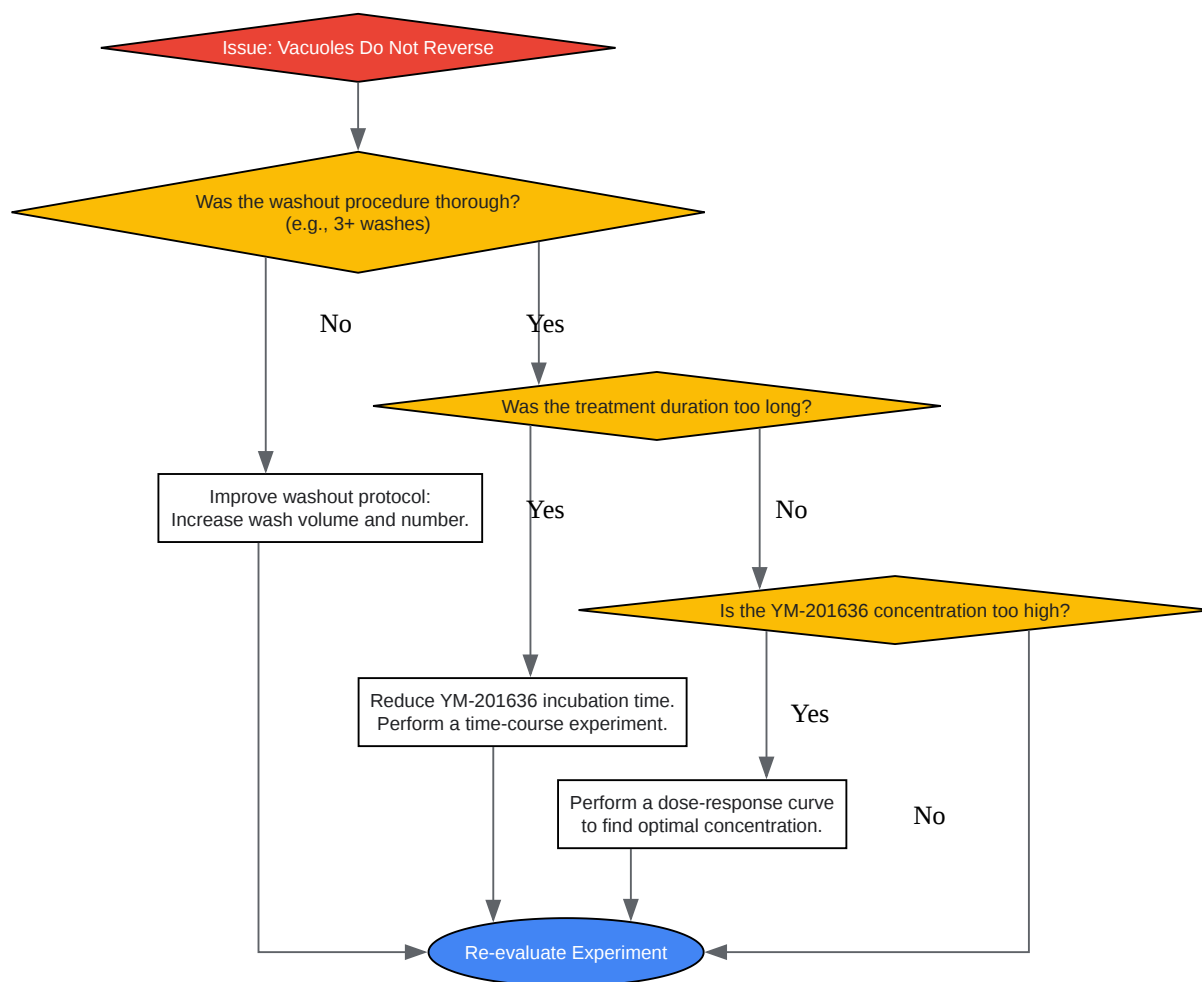 Issue: Vacuoles Do Not Reverse
Was the washout procedure thorough?
(e.g., 3+ washes)
No
Yes
Was the treatment duration too long?
Improve washout protocol:
Increase wash volume and number.
Yes
No
Is the YM-201636 concentration too high?
Reduce YM-201636 incubation time.
Perform a time-course experiment.
Yes
Perform a dose-response curve
to find optimal concentration.
No
Re-evaluate Experiment